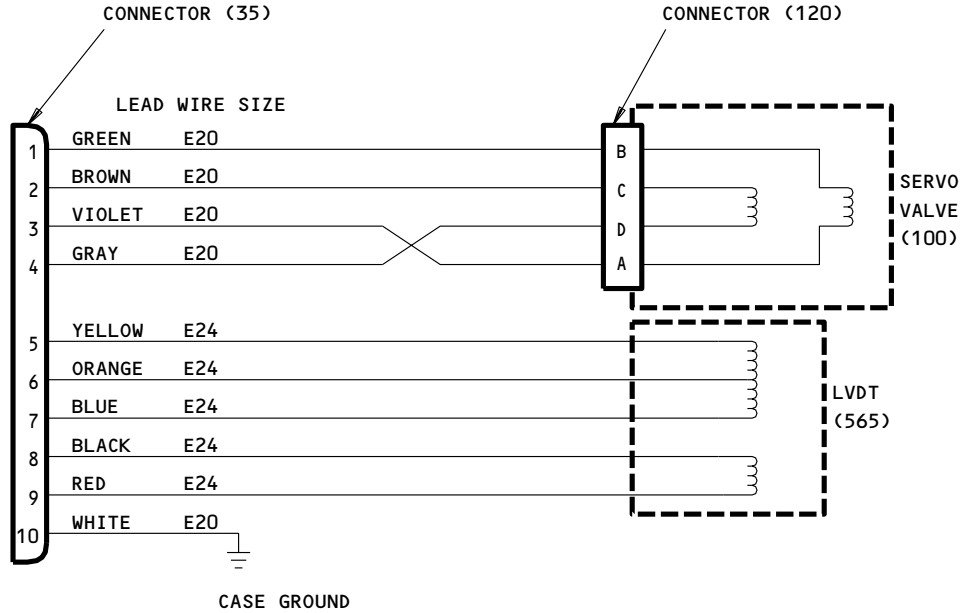 CONNECTOR (35)
CONNECTOR (120)
LEAD WIRE SIZE
1 GREEN E20 B
2 BROWN E20 C
3 VIOLET E20 D
4 GRAY E20 A
SERVO
VALVE
(100)
5 YELLOW E24
6 ORANGE E24
7 BLUE E24
8 BLACK E24
9 RED E24
10 WHITE E20
LVDT
(565)
CASE GROUND